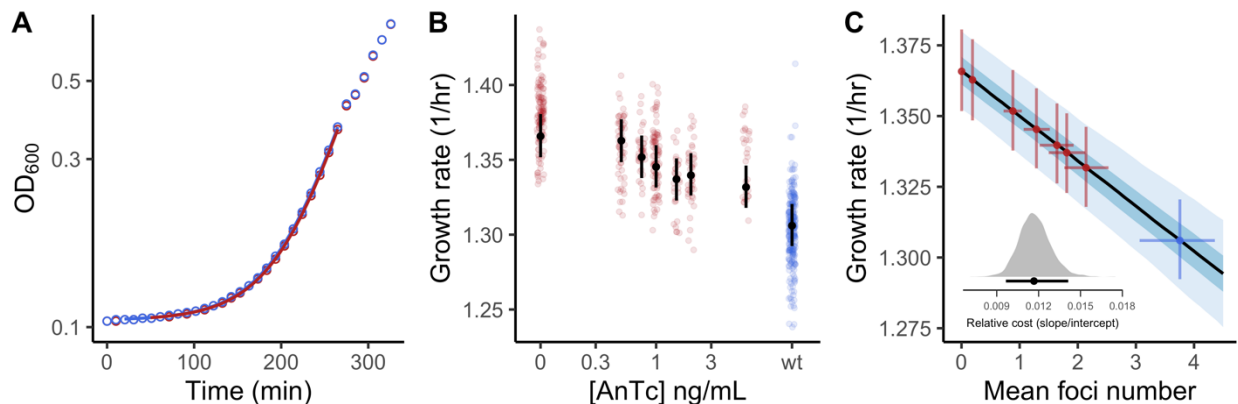 A
OD600
0.5
0.3
0.1
0 100 200 300
Time (min)
B
Growth rate (1/hr)
1.40
1.35
1.30
1.25
0 0.3 1 3 wt
[AnTc] ng/mL
C
Growth rate (1/hr)
1.375
1.350
1.325
1.300
1.275
0.009 0.012 0.015 0.018
Relative cost (slope/intercept)
0 1 2 3 4
Mean foci number